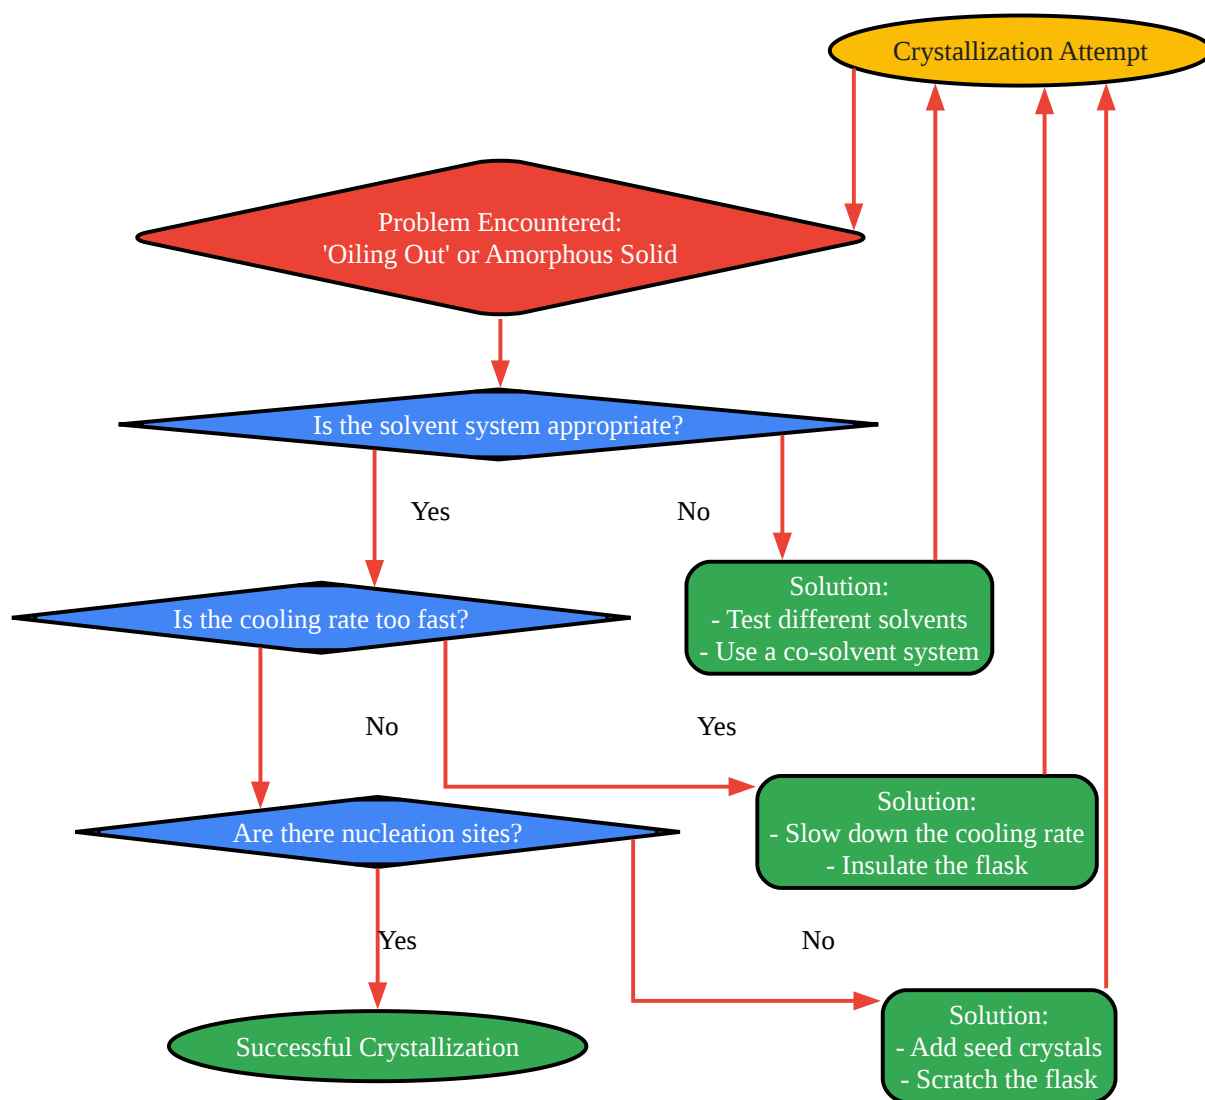 Crystallization Attempt
Problem Encountered:
'Oiling Out' or Amorphous Solid
Is the solvent system appropriate?
Yes
No
Solution:
- Test different solvents
- Use a co-solvent system
Is the cooling rate too fast?
No
Yes
Solution:
- Slow down the cooling rate
- Insulate the flask
Are there nucleation sites?
Yes
No
Solution:
- Add seed crystals
- Scratch the flask
Successful Crystallization